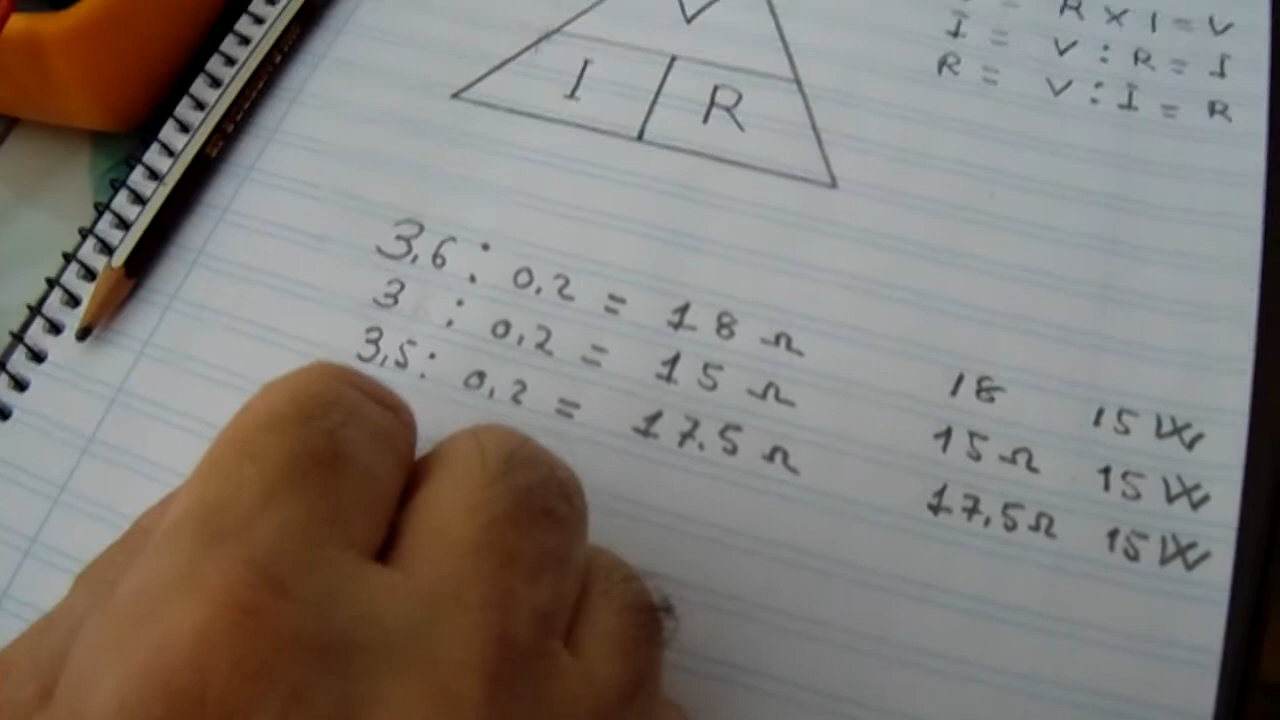 V
I R
R x I = V
I = V : R = I
R = V : I = R
3,6 : 0,2 = 18 Ω
3 : 0,2 = 15 Ω
3,5 : 0,2 = 17.5 Ω
18 15 W
15 Ω 15 W
17,5 Ω 15 W